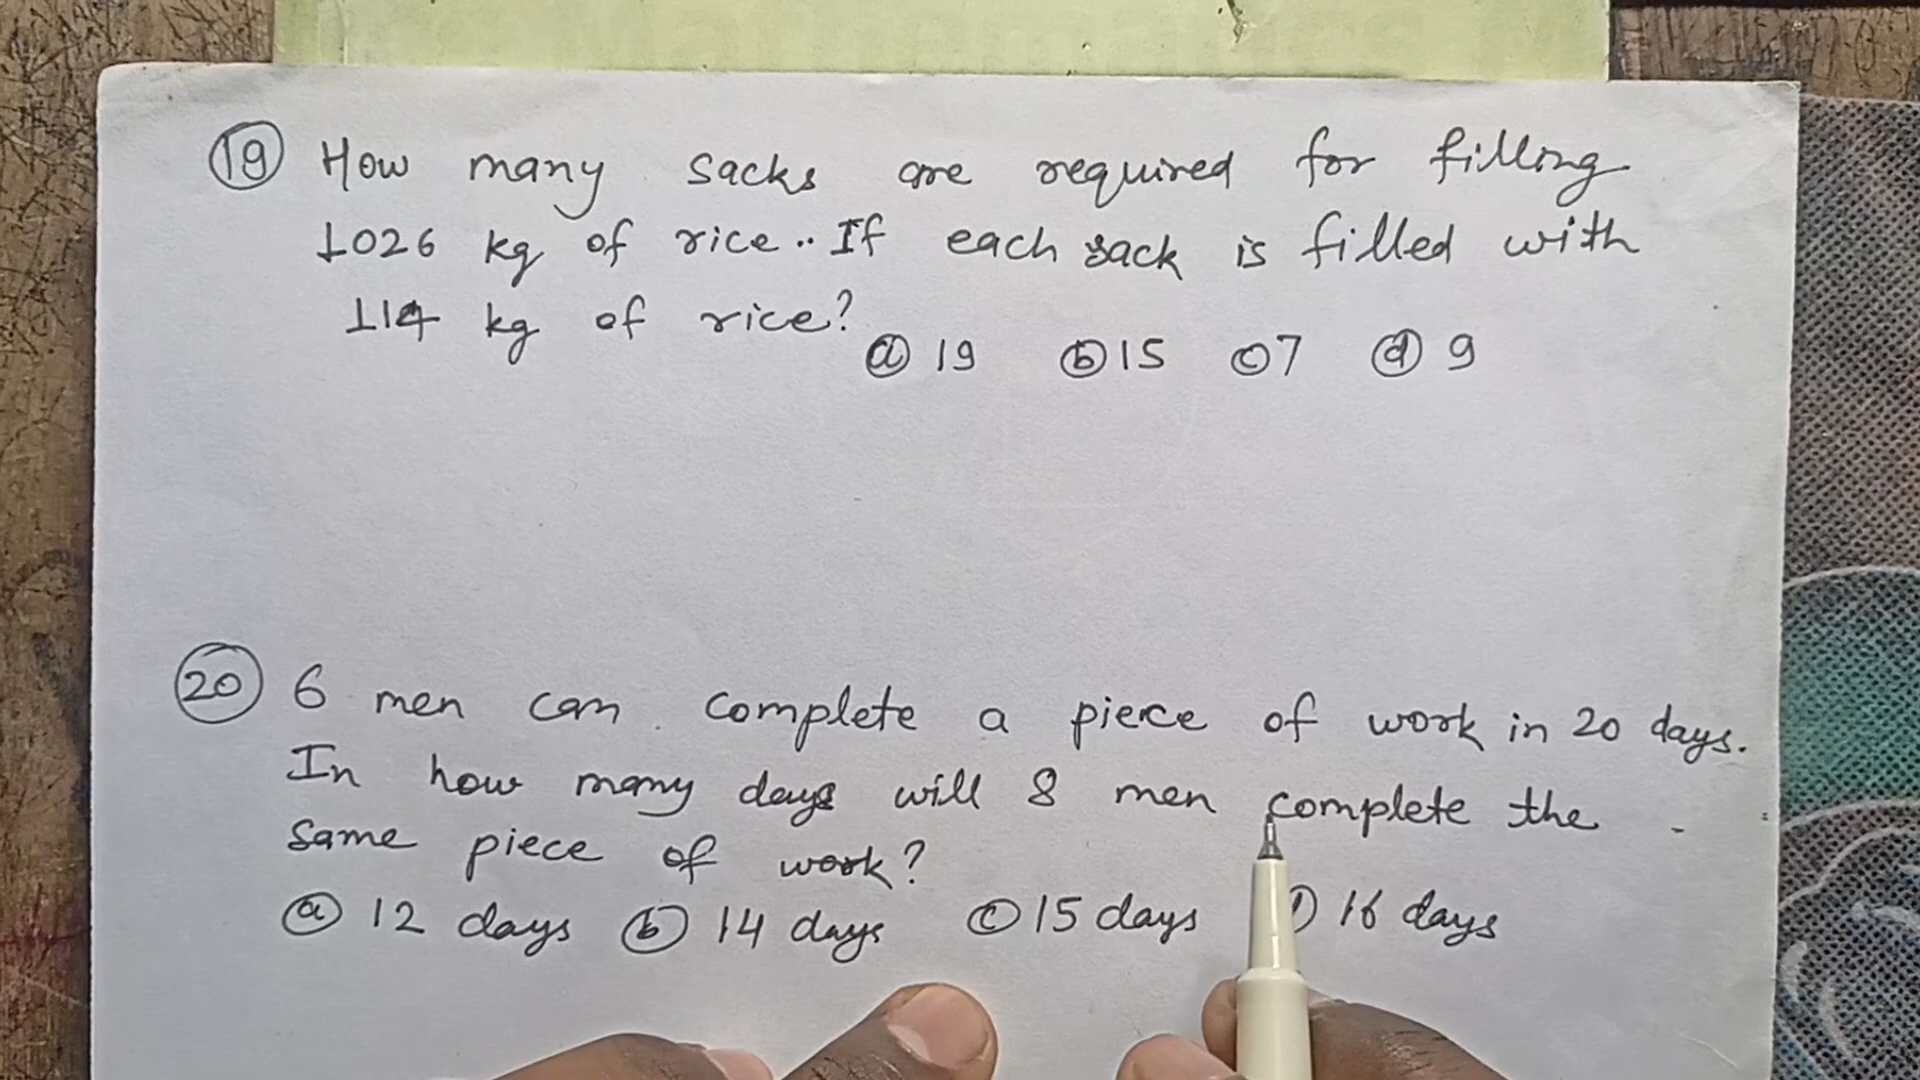 19 How many sacks are required for filling
1026 kg of rice.. If each sack is filled with
114 kg of rice?
a 19 b 15 c 7 d 9
20 6 men can complete a piece of work in 20 days.
In how many days will 8 men complete the
same piece of work?
a 12 days b 14 days c 15 days d) 16 days